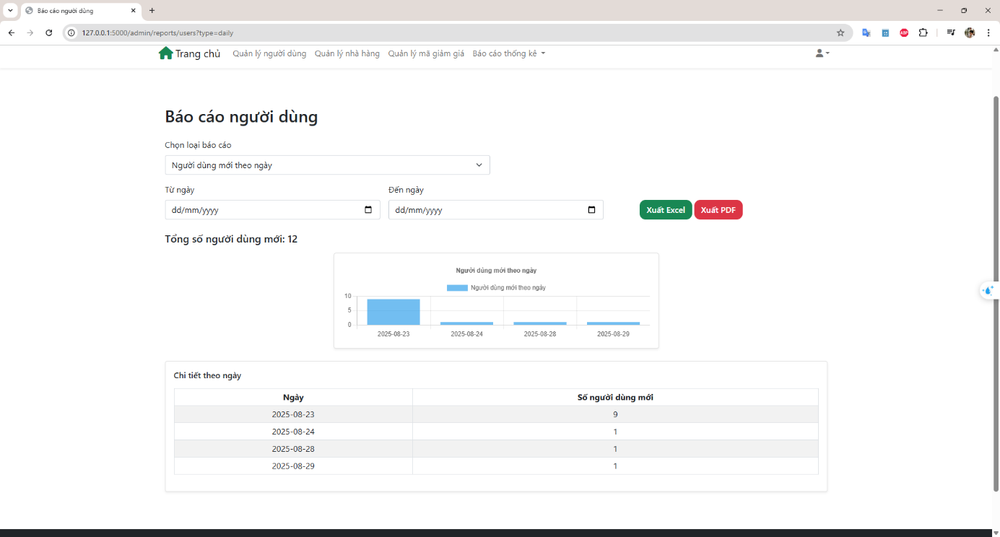 Báo cáo người dùng
127.0.0.1:5000/admin/reports/users?type=daily
ABP
Trang chủ Quản lý người dùng Quản lý nhà hàng Quản lý mã giảm giá Báo cáo thống kê
Báo cáo người dùng
Chọn loại báo cáo
Người dùng mới theo ngày
Từ ngày Đến ngày
dd/mm/yyyy dd/mm/yyyy Xuất Excel Xuất PDF
Tổng số người dùng mới: 12
Người dùng mới theo ngày
Người dùng mới theo ngày
10
5
0
2025-08-23 2025-08-24 2025-08-28 2025-08-29
Chi tiết theo ngày
Ngày Số người dùng mới
2025-08-23 9
2025-08-24 1
2025-08-28 1
2025-08-29 1